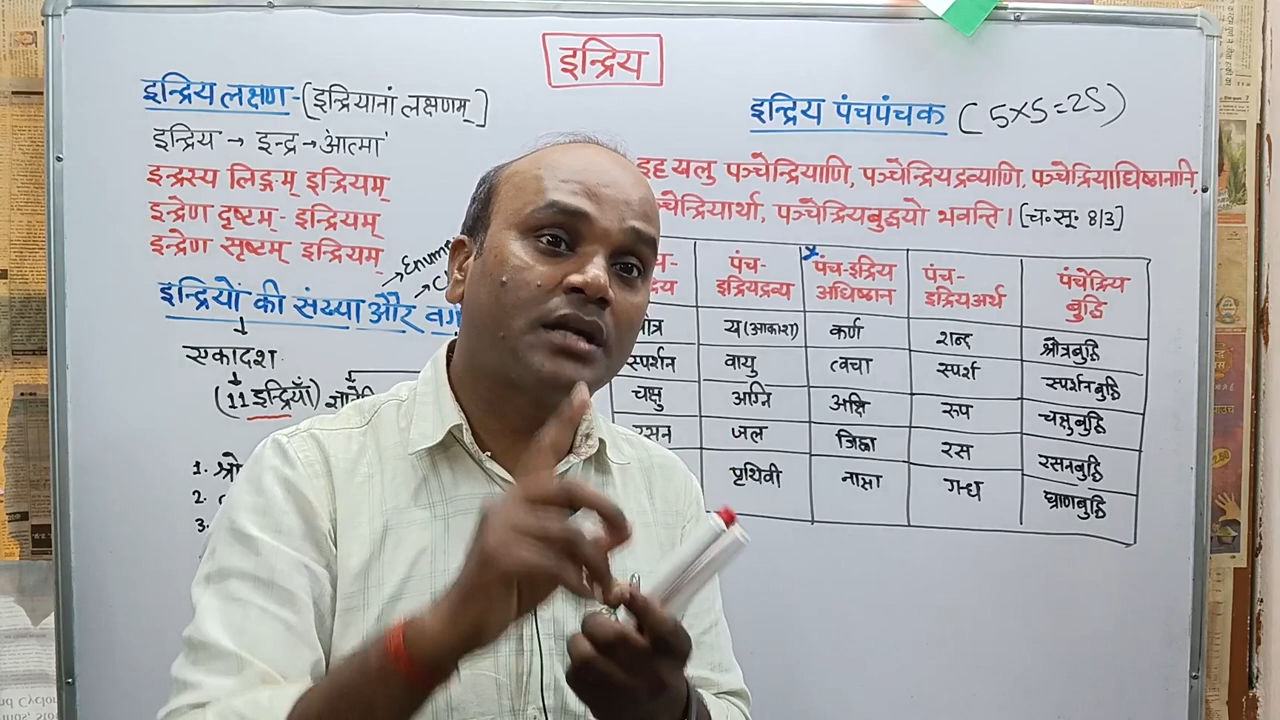 इन्द्रिय
इन्द्रिय लक्षण-[इन्द्रियानां लक्षणम्]
इन्द्रिय → इन्द्र → आत्मा
इन्द्रस्य लिङ्गम् इन्द्रियम्
इन्द्रेण दृष्टम्- इन्द्रियम्
इन्द्रेण सृष्टम् इन्द्रियम्
इन्द्रियों की संख्या और
एकादश
(11 इन्द्रियाँ)
1. श्रो
2.
3.
इन्द्रिय पंचपंचक (5×5=25)
इह खलु पञ्चेन्द्रियाणि, पञ्चेन्द्रियद्रव्याणि, पञ्चेन्द्रियाधिष्ठानानि,
ञ्चेन्द्रियार्था, पञ्चेन्द्रियबुद्धयो भवन्ति। [च॰सू॰ 8/3]
पंच- पंच-इन्द्रिय पंच- पंचेन्द्रिय
इन्द्रियद्रव्य अधिष्ठान इन्द्रियअर्थ बुद्धि
ख(आकाश) कर्ण शब्द श्रोत्रबुद्धि
स्पर्शन वायु त्वचा स्पर्श स्पर्शनबुद्धि
चक्षु अग्नि अक्षि रूप चक्षुबुद्धि
रसन जल जिह्वा रस रसनबुद्धि
पृथिवी नासा गन्ध घ्राणबुद्धि